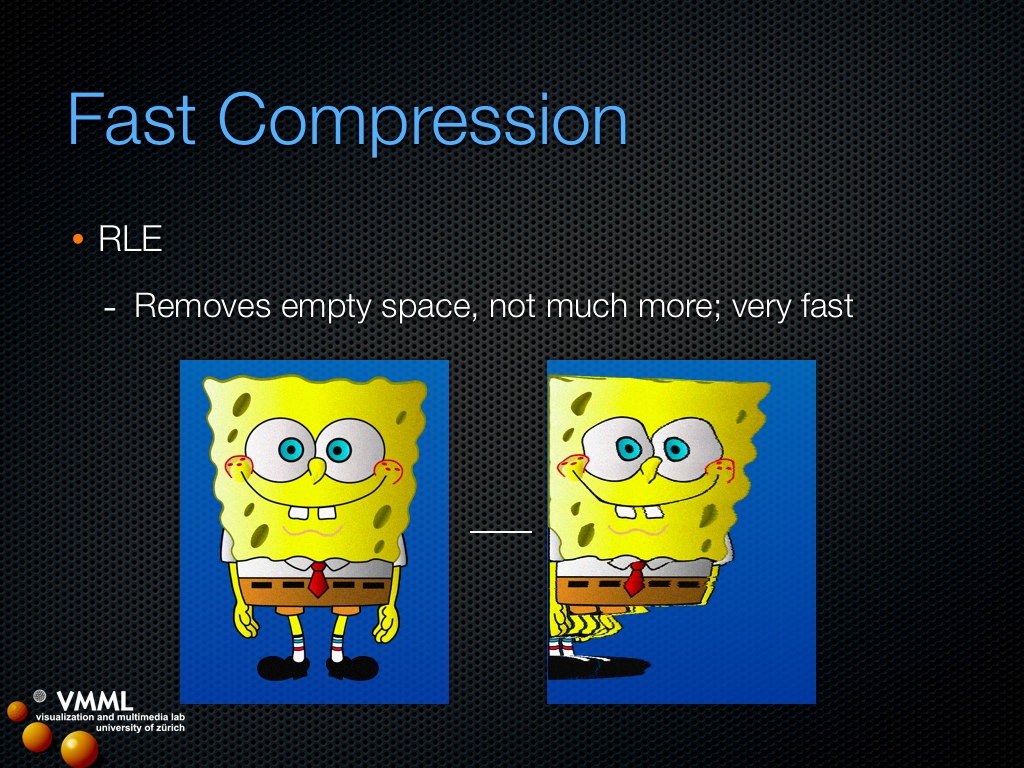 Fast Compression
• RLE
- Removes empty space, not much more; very fast
VMML
visualization and multimedia lab
university of zürich